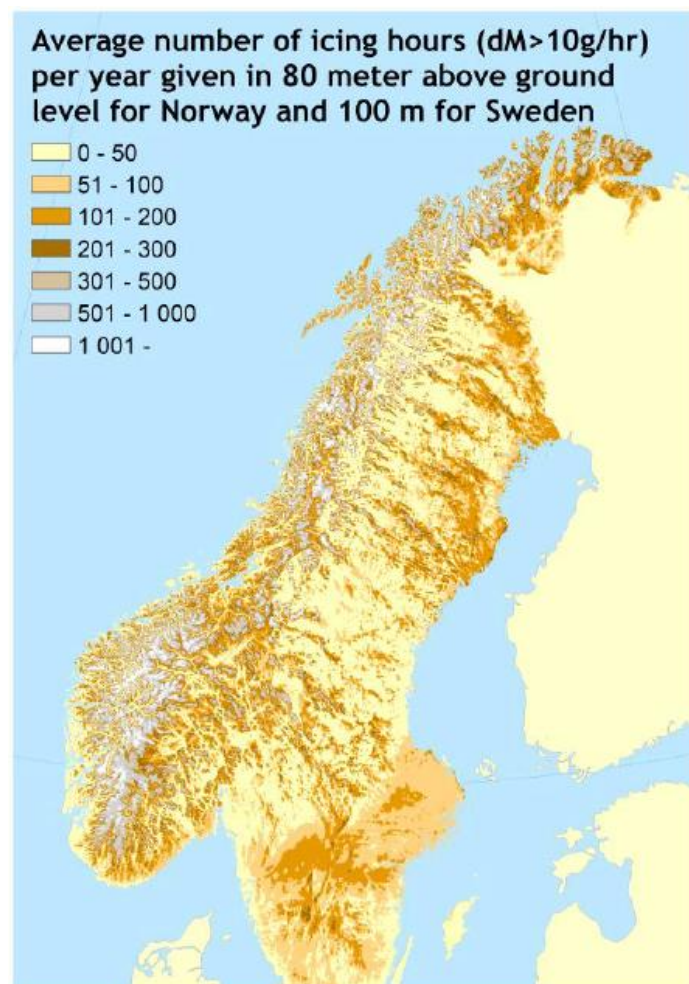 Average number of icing hours (dM>10g/hr)
per year given in 80 meter above ground
level for Norway and 100 m for Sweden
0 - 50
51 - 100
101 - 200
201 - 300
301 - 500
501 - 1 000
1 001 -